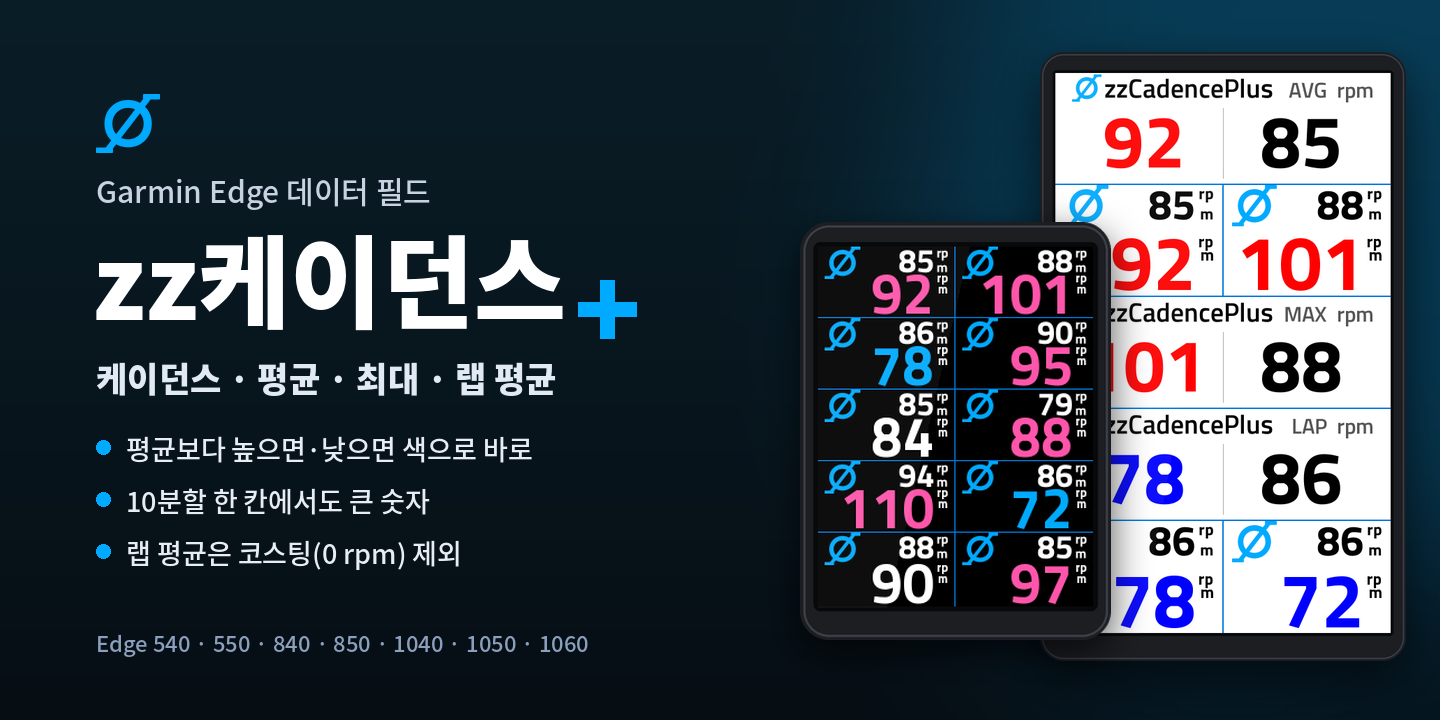 Garmin Edge 데이터 필드
zz케이던스+
케이던스 · 평균 · 최대 · 랩 평균
평균보다 높으면·낮으면 색으로 바로
10분할 한 칸에서도 큰 숫자
랩 평균은 코스팅(0 rpm) 제외
Edge 540 · 550 · 840 · 850 · 1040 · 1050 · 1060
85 rpm 88 rpm
92 rpm 101 rpm
86 rpm 90 rpm
78 rpm 95 rpm
85 rpm 79 rpm
84 rpm 88 rpm
94 rpm 86 rpm
110 rpm 72 rpm
88 rpm 85 rpm
90 rpm 97 rpm
zzCadencePlus AVG rpm
92 85
85 rpm 88 rpm
92 rpm 101 rpm
zzCadencePlus MAX rpm
101 88
zzCadencePlus LAP rpm
78 86
86 rpm 86 rpm
78 rpm 72 rpm